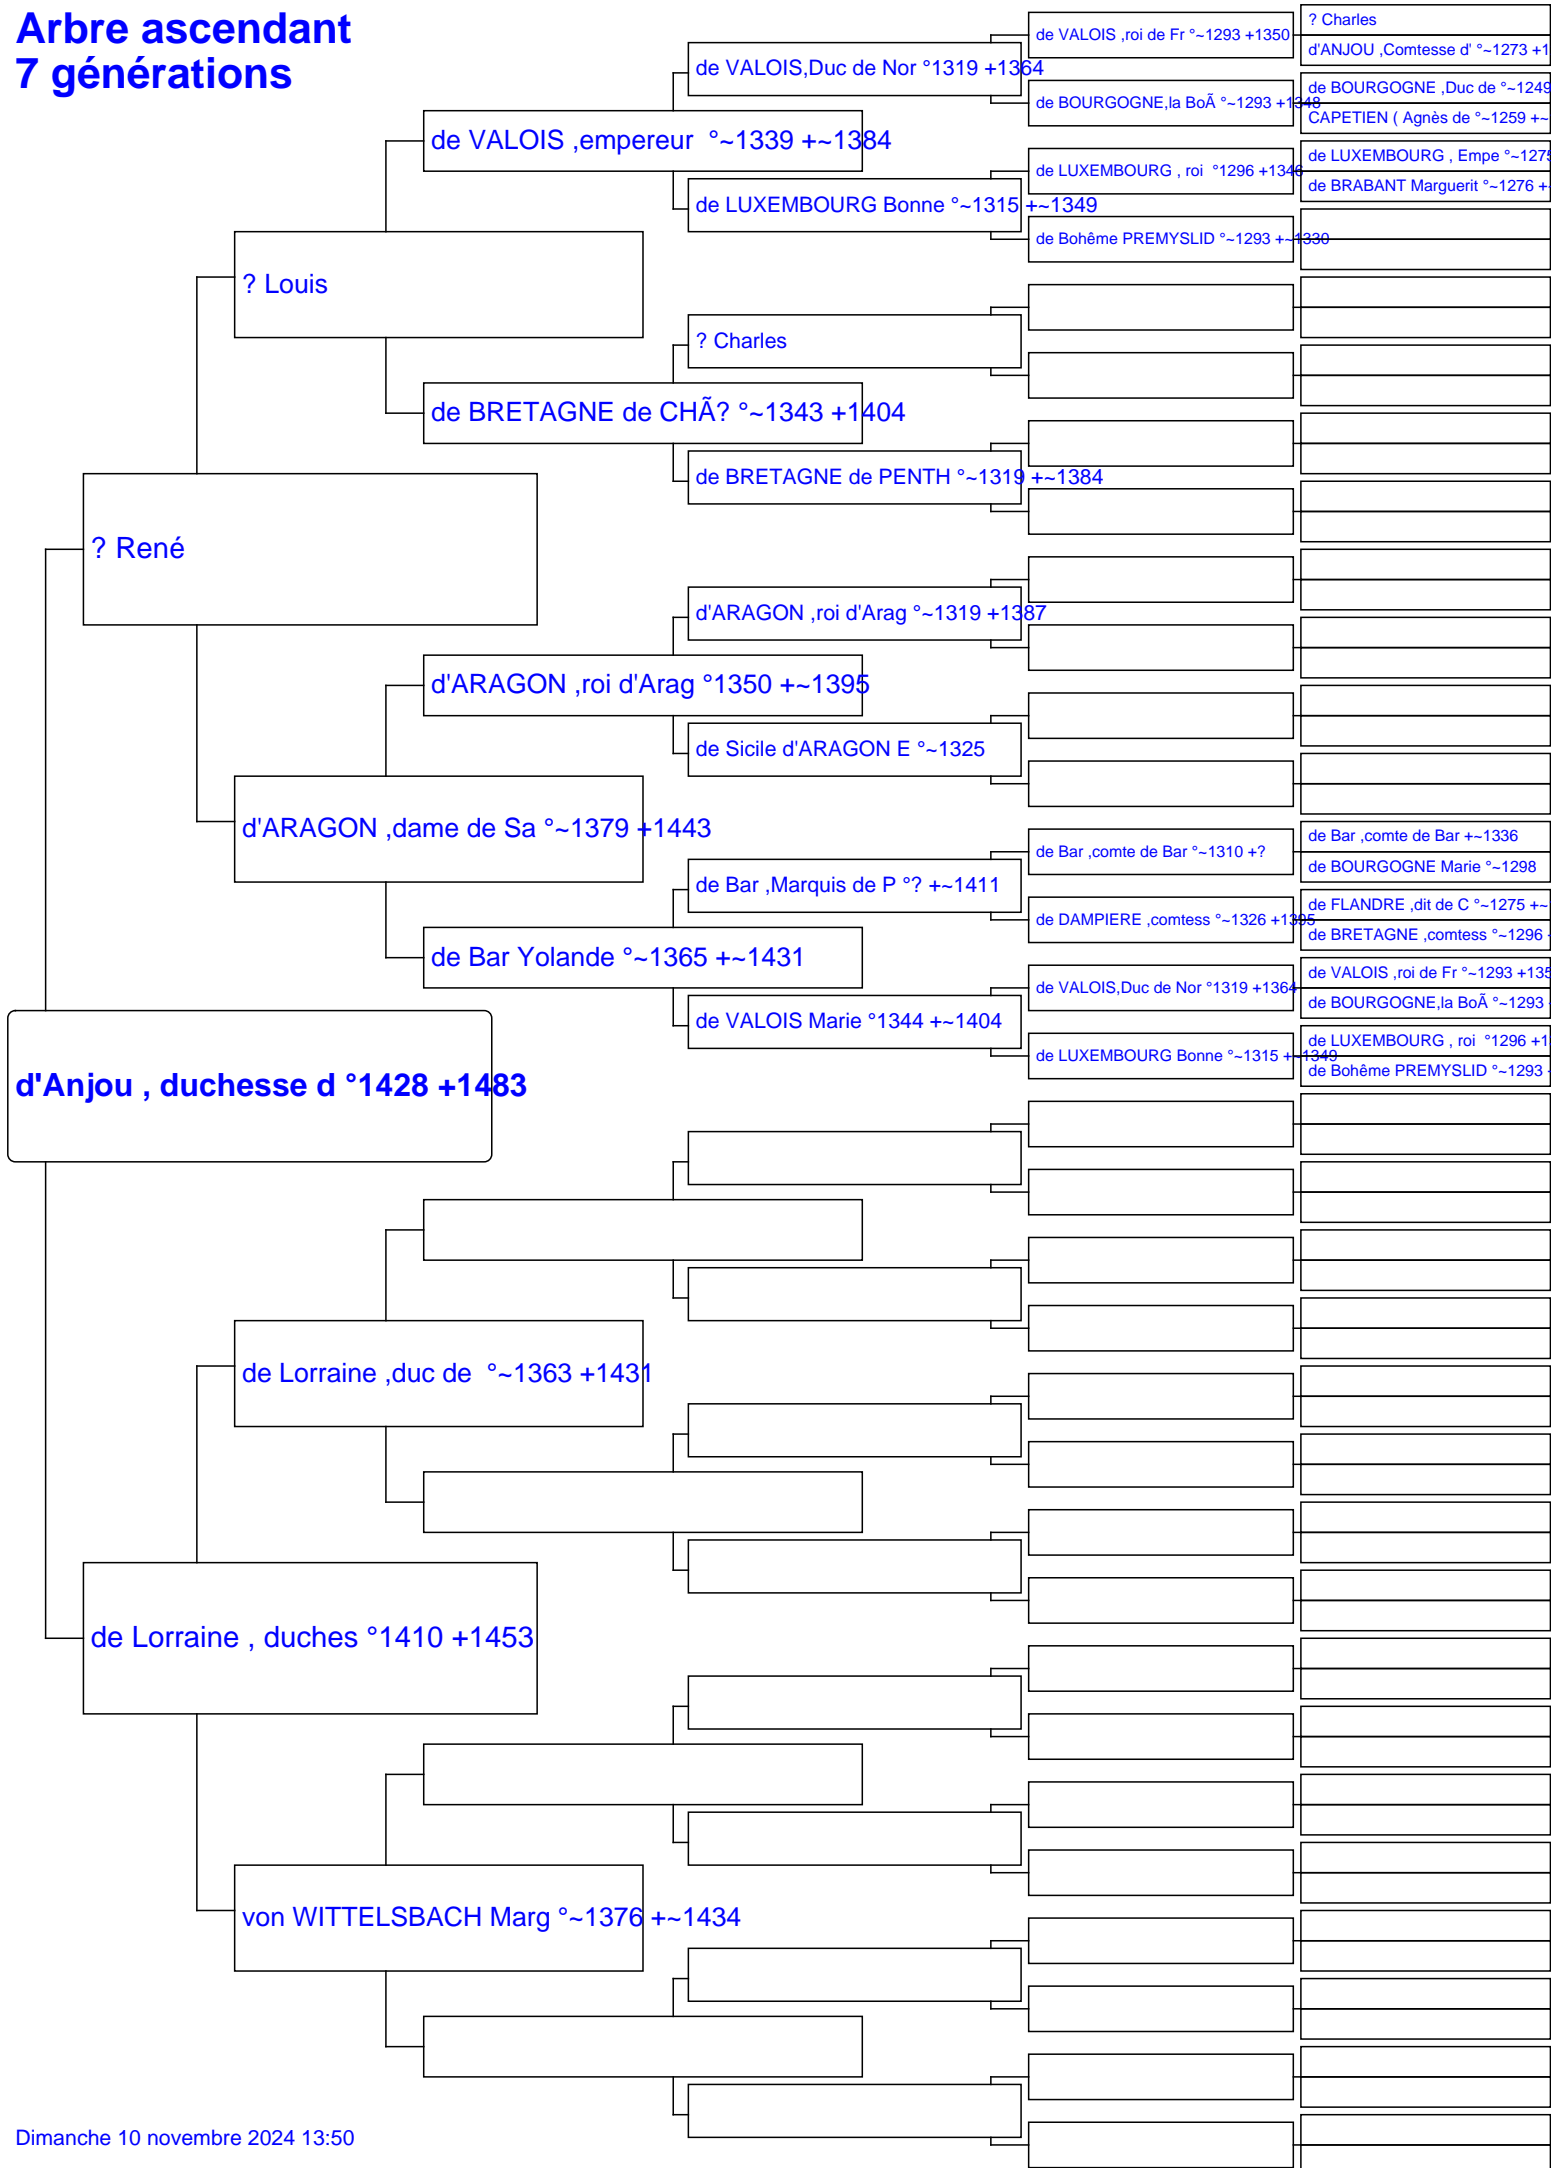 Arbre ascendant
7 générations
de VALOIS ,roi de Fr °~1293 +1350
? Charles
d'ANJOU ,Comtesse d' °~1273 +1
de VALOIS,Duc de Nor °1319 +1364
de BOURGOGNE,la BoÃ °~1293 +1348
de BOURGOGNE ,Duc de °~1249
CAPETIEN ( Agnès de °~1259 +~
de VALOIS ,empereur °~1339 +~1384
de LUXEMBOURG , roi °1296 +1346
de LUXEMBOURG , Empe °~1275
de BRABANT Marguerit °~1276 +
de LUXEMBOURG Bonne °~1315 +~1349
de Bohême PREMYSLID °~1293 +~1330
? Louis
? Charles
de BRETAGNE de CHÃ? °~1343 +1404
de BRETAGNE de PENTH °~1319 +~1384
? René
d'ARAGON ,roi d'Arag °~1319 +1387
d'ARAGON ,roi d'Arag °1350 +~1395
de Sicile d'ARAGON E °~1325
d'ARAGON ,dame de Sa °~1379 +1443
de Bar ,comte de Bar °~1310 +?
de Bar ,comte de Bar +~1336
de BOURGOGNE Marie °~1298
de Bar ,Marquis de P °? +~1411
de DAMPIERE ,comtess °~1326 +1395
de FLANDRE ,dit de C °~1275 +~
de BRETAGNE ,comtess °~1296
de Bar Yolande °~1365 +~1431
de VALOIS,Duc de Nor °1319 +1364
de VALOIS ,roi de Fr °~1293 +135
de BOURGOGNE,la BoÃ °~1293
de VALOIS Marie °1344 +~1404
de LUXEMBOURG Bonne °~1315 +~1349
de LUXEMBOURG , roi °1296 +1
de Bohême PREMYSLID °~1293
d'Anjou , duchesse d °1428 +1483
de Lorraine ,duc de °~1363 +1431
de Lorraine , duches °1410 +1453
von WITTELSBACH Marg °~1376 +~1434
Dimanche 10 novembre 2024 13:50